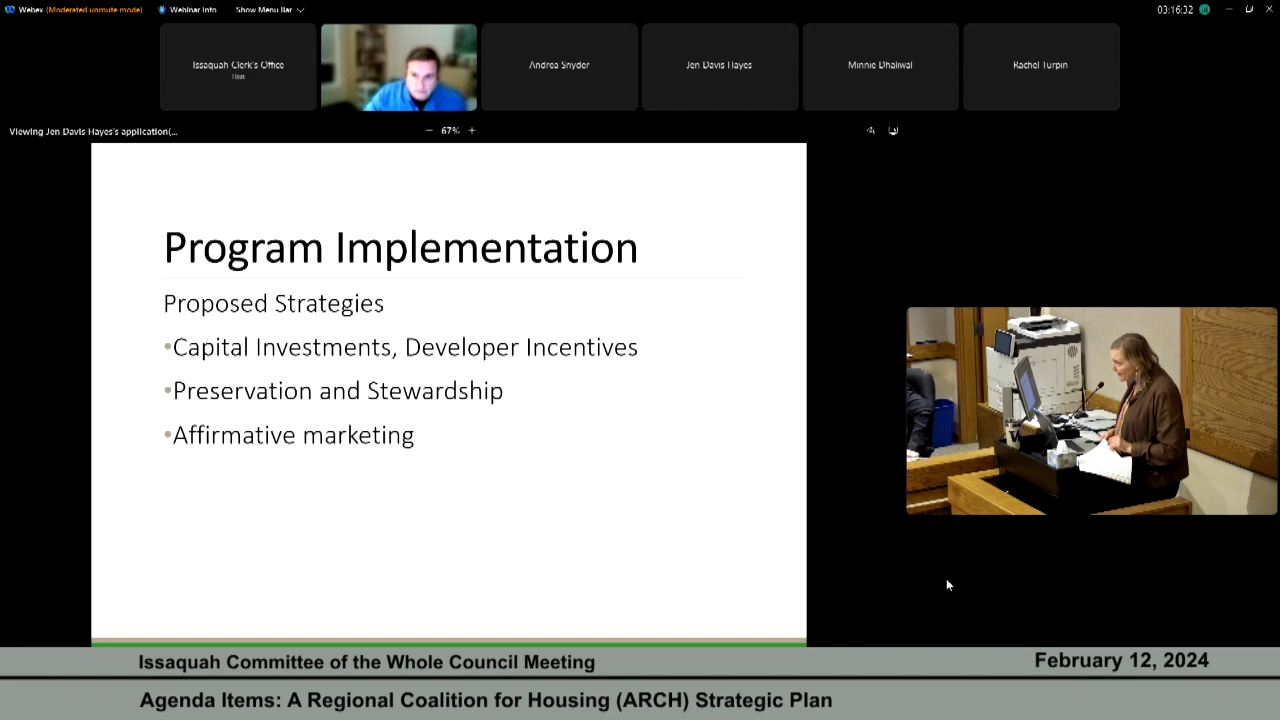 Webex (Moderated unmute mode) Webinar Info Show Menu Bar 03:16:32
Issaquah Clerk's Office
Host
Andrea Snyder
Jen Davis Hayes
Minnie Dhaliwal
Rachel Turpin
Viewing Jen Davis Hayes's application(... − 67% +
Program Implementation
Proposed Strategies
•Capital Investments, Developer Incentives
•Preservation and Stewardship
•Affirmative marketing
Issaquah Committee of the Whole Council Meeting
February 12, 2024
Agenda Items: A Regional Coalition for Housing (ARCH) Strategic Plan